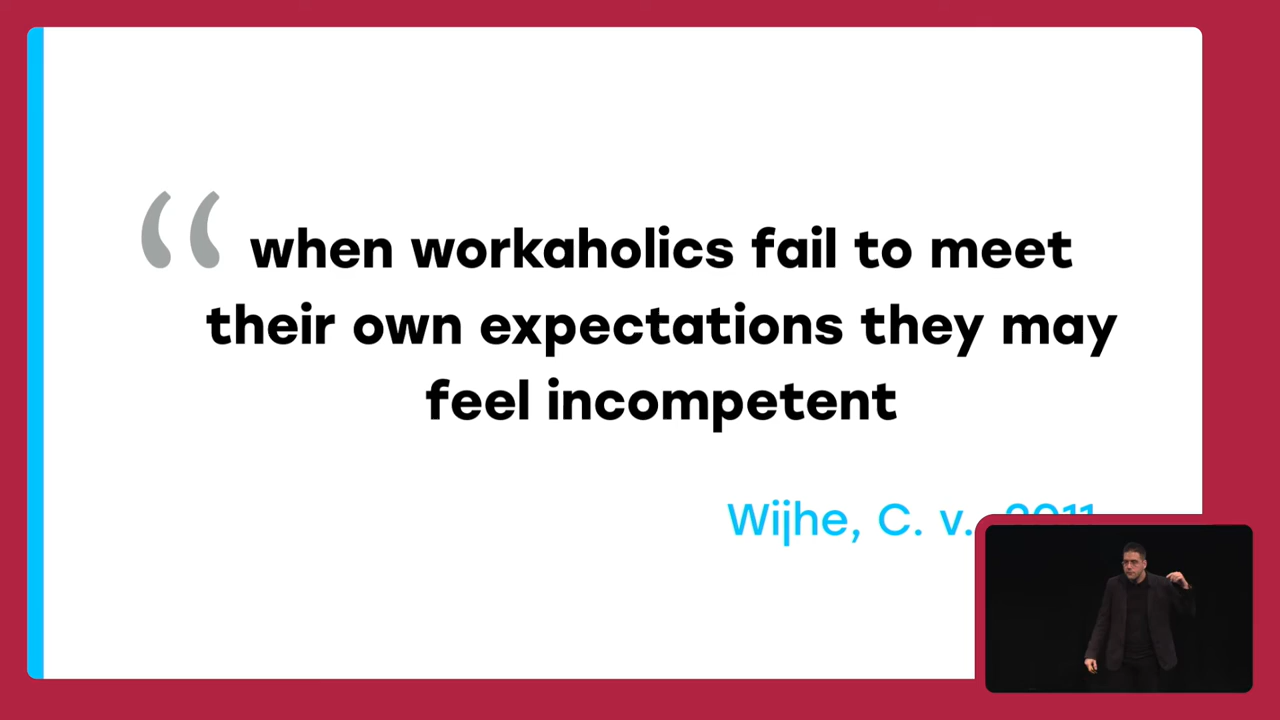 “ when workaholics fail to meet
their own expectations they may
feel incompetent
Wijhe, C. v.